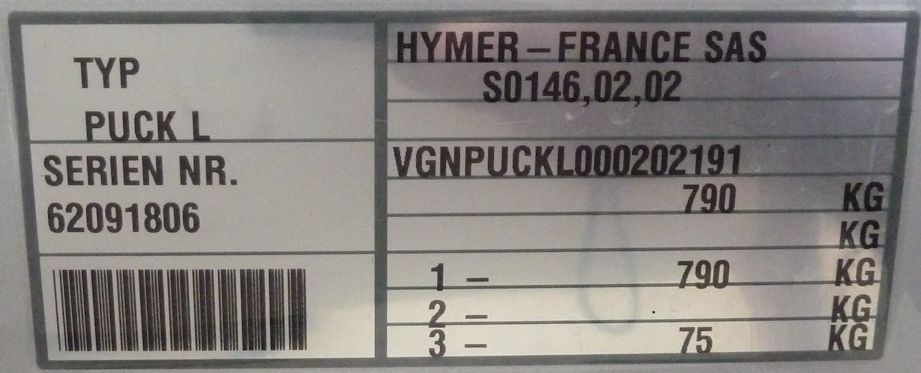 TYP
PUCK L
SERIEN NR.
62091806
HYMER – FRANCE SAS
S0146,02,02
VGNPUCKL000202191
790 KG
KG
1 – 790 KG
2 – KG
3 – 75 KG